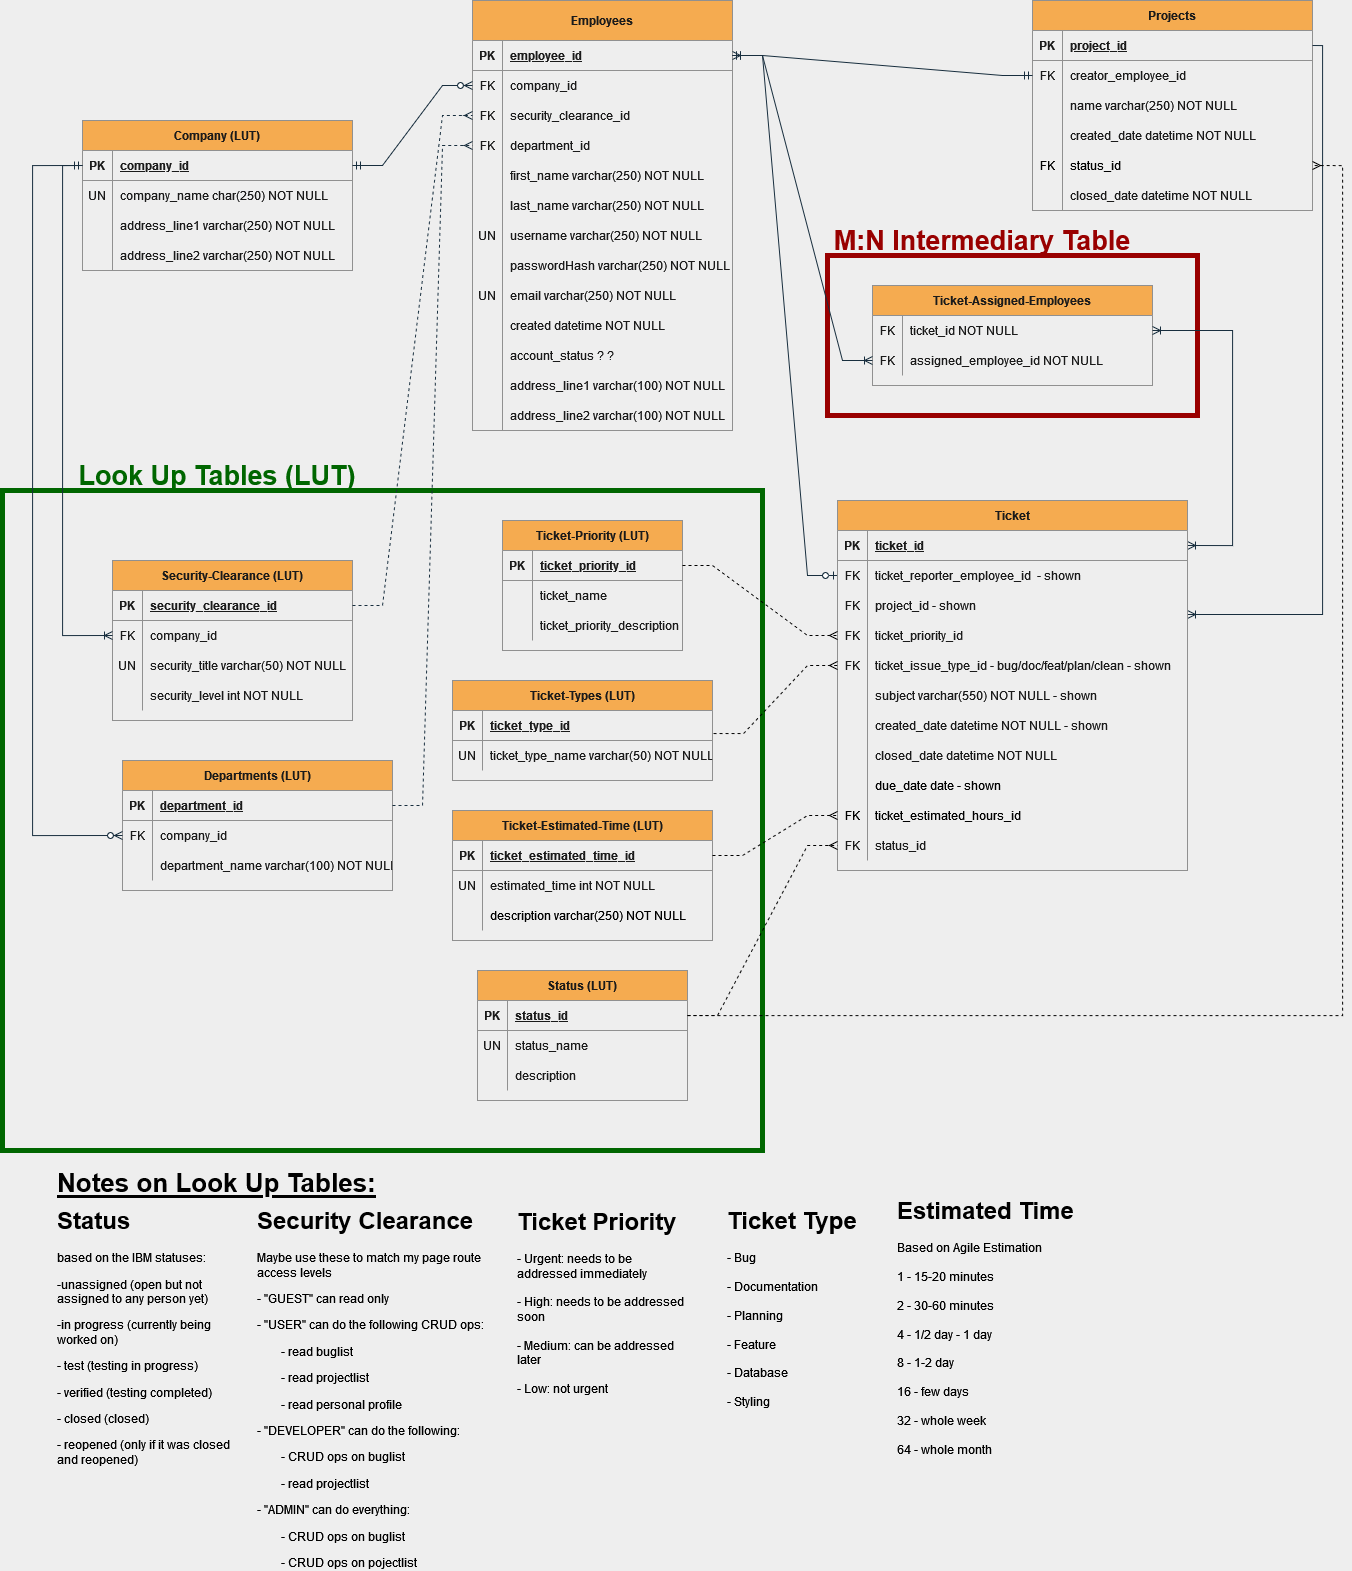 Employees
PK employee_id
FK company_id
FK security_clearance_id
FK department_id
first_name varchar(250) NOT NULL
last_name varchar(250) NOT NULL
UN username varchar(250) NOT NULL
passwordHash varchar(250) NOT NULL
UN email varchar(250) NOT NULL
created datetime NOT NULL
account_status ? ?
address_line1 varchar(100) NOT NULL
address_line2 varchar(100) NOT NULL
Projects
PK project_id
FK creator_employee_id
name varchar(250) NOT NULL
created_date datetime NOT NULL
FK status_id
closed_date datetime NOT NULL
Company (LUT)
PK company_id
UN company_name char(250) NOT NULL
address_line1 varchar(250) NOT NULL
address_line2 varchar(250) NOT NULL
M:N Intermediary Table
Ticket-Assigned-Employees
FK ticket_id NOT NULL
FK assigned_employee_id NOT NULL
Look Up Tables (LUT)
Security-Clearance (LUT)
PK security_clearance_id
FK company_id
UN security_title varchar(50) NOT NULL
security_level int NOT NULL
Departments (LUT)
PK department_id
FK company_id
department_name varchar(100) NOT NULL
Ticket-Priority (LUT)
PK ticket_priority_id
ticket_name
ticket_priority_description
Ticket-Types (LUT)
PK ticket_type_id
UN ticket_type_name varchar(50) NOT NULL
Ticket-Estimated-Time (LUT)
PK ticket_estimated_time_id
UN estimated_time int NOT NULL
description varchar(250) NOT NULL
Status (LUT)
PK status_id
UN status_name
description
Ticket
PK ticket_id
FK ticket_reporter_employee_id - shown
FK project_id - shown
FK ticket_priority_id
FK ticket_issue_type_id - bug/doc/feat/plan/clean - shown
subject varchar(550) NOT NULL - shown
created_date datetime NOT NULL - shown
closed_date datetime NOT NULL
due_date date - shown
FK ticket_estimated_hours_id
FK status_id
Notes on Look Up Tables:
Status
based on the IBM statuses:
-unassigned (open but not
assigned to any person yet)
-in progress (currently being
worked on)
- test (testing in progress)
- verified (testing completed)
- closed (closed)
- reopened (only if it was closed
and reopened)
Security Clearance
Maybe use these to match my page route
access levels
- "GUEST" can read only
- "USER" can do the following CRUD ops:
- read buglist
- read projectlist
- read personal profile
- "DEVELOPER" can do the following:
- CRUD ops on buglist
- read projectlist
- "ADMIN" can do everything:
- CRUD ops on buglist
- CRUD ops on pojectlist
Ticket Priority
- Urgent: needs to be
addressed immediately
- High: needs to be addressed
soon
- Medium: can be addressed
later
- Low: not urgent
Ticket Type
- Bug
- Documentation
- Planning
- Feature
- Database
- Styling
Estimated Time
Based on Agile Estimation
1 - 15-20 minutes
2 - 30-60 minutes
4 - 1/2 day - 1 day
8 - 1-2 day
16 - few days
32 - whole week
64 - whole month